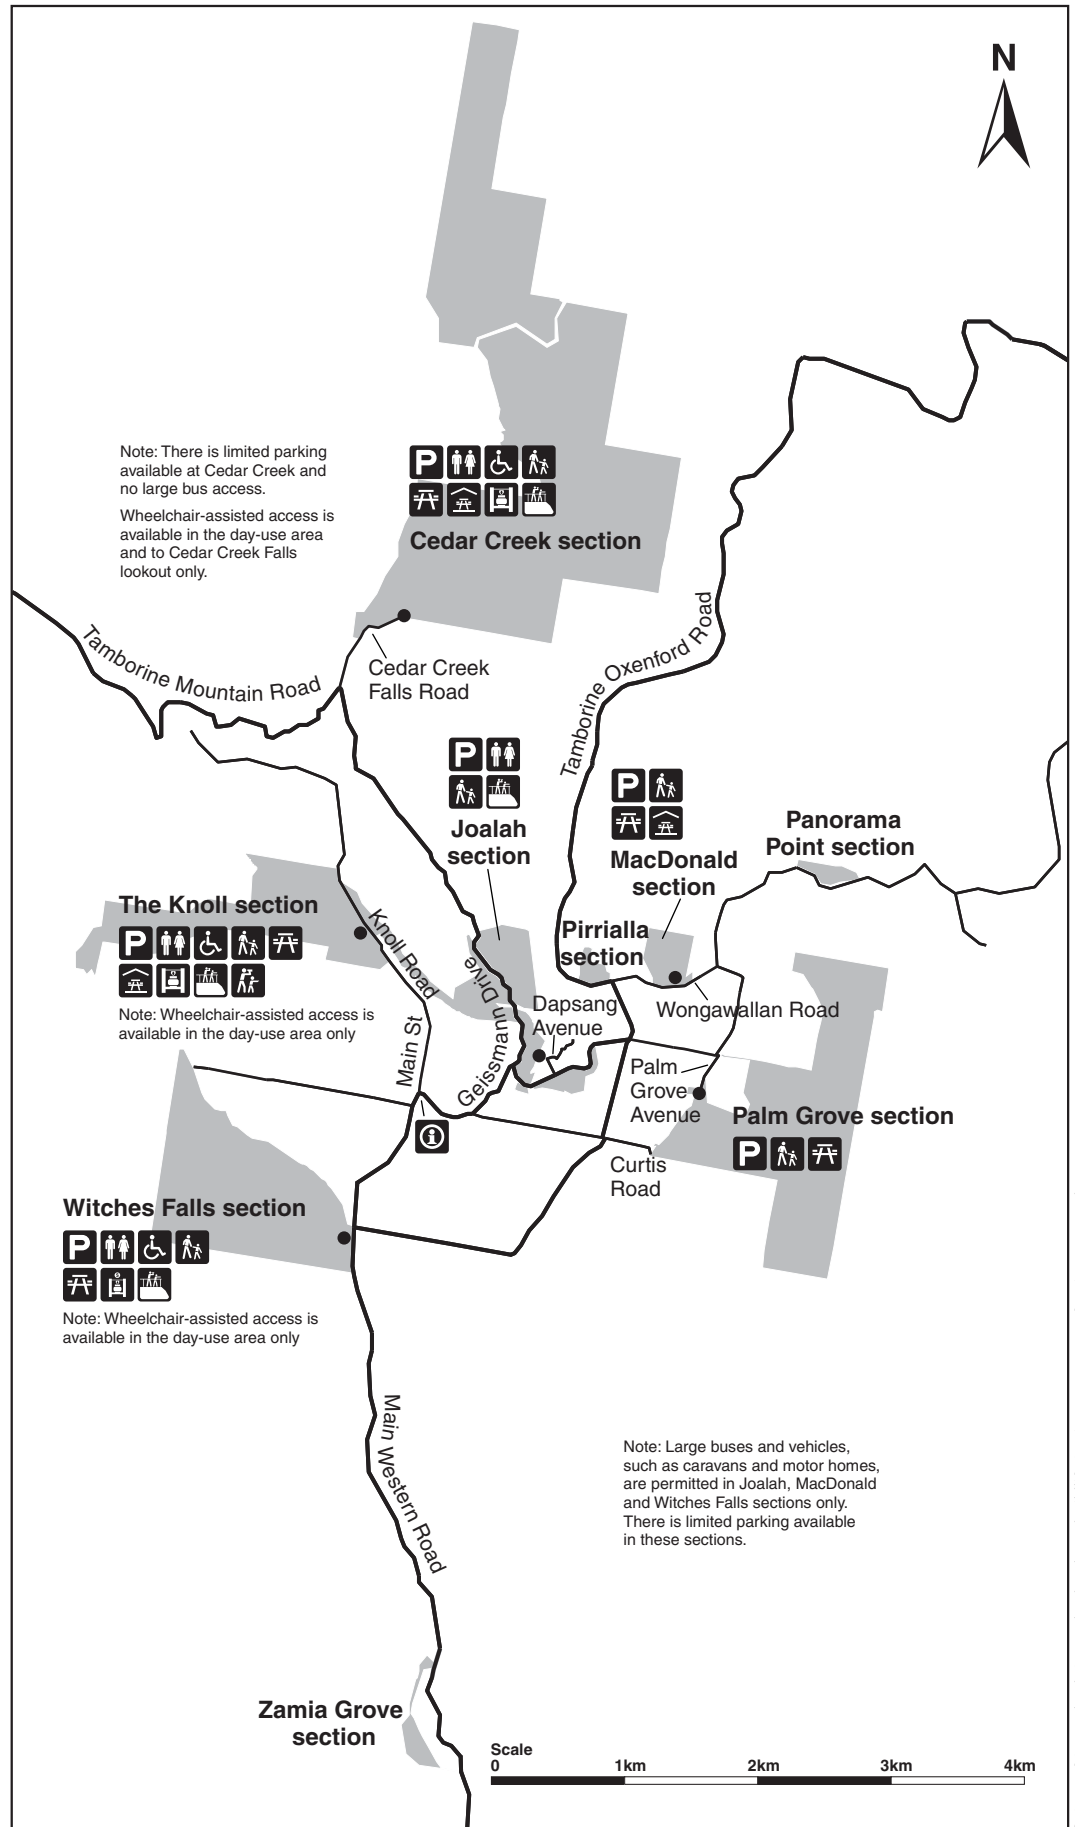 N
Note: There is limited parking
available at Cedar Creek and
no large bus access.
Wheelchair-assisted access is
available in the day-use area
and to Cedar Creek Falls
lookout only.
P
Cedar Creek section
Tamborine Mountain Road
Cedar Creek
Falls Road
Tamborine Oxenford Road
P
Joalah
section
P
MacDonald
section
Panorama
Point section
The Knoll section
P
Note: Wheelchair-assisted access is
available in the day-use area only
Knoll Road
Pirrialla
section
Geissmann Drive
Dapsang
Avenue
Wongawallan Road
Main St
Palm
Grove
Avenue
Palm Grove section
P
i
Curtis
Road
Witches Falls section
P
Note: Wheelchair-assisted access is
available in the day-use area only
Main Western Road
Note: Large buses and vehicles,
such as caravans and motor homes,
are permitted in Joalah, MacDonald
and Witches Falls sections only.
There is limited parking available
in these sections.
Zamia Grove
section
Scale
0 1km 2km 3km 4km